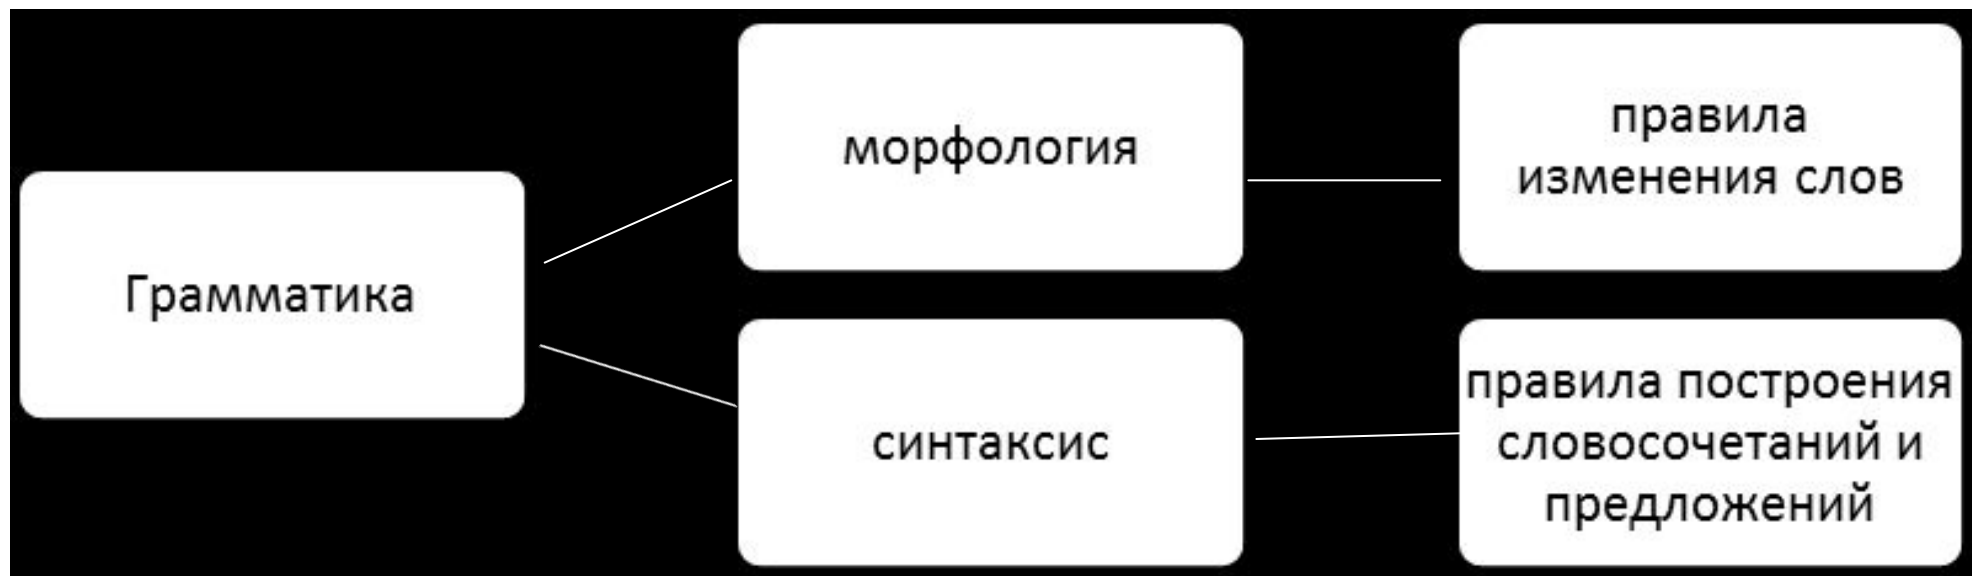 Грамматика
морфология
правила
изменения слов
синтаксис
правила построения
словосочетаний и
предложений